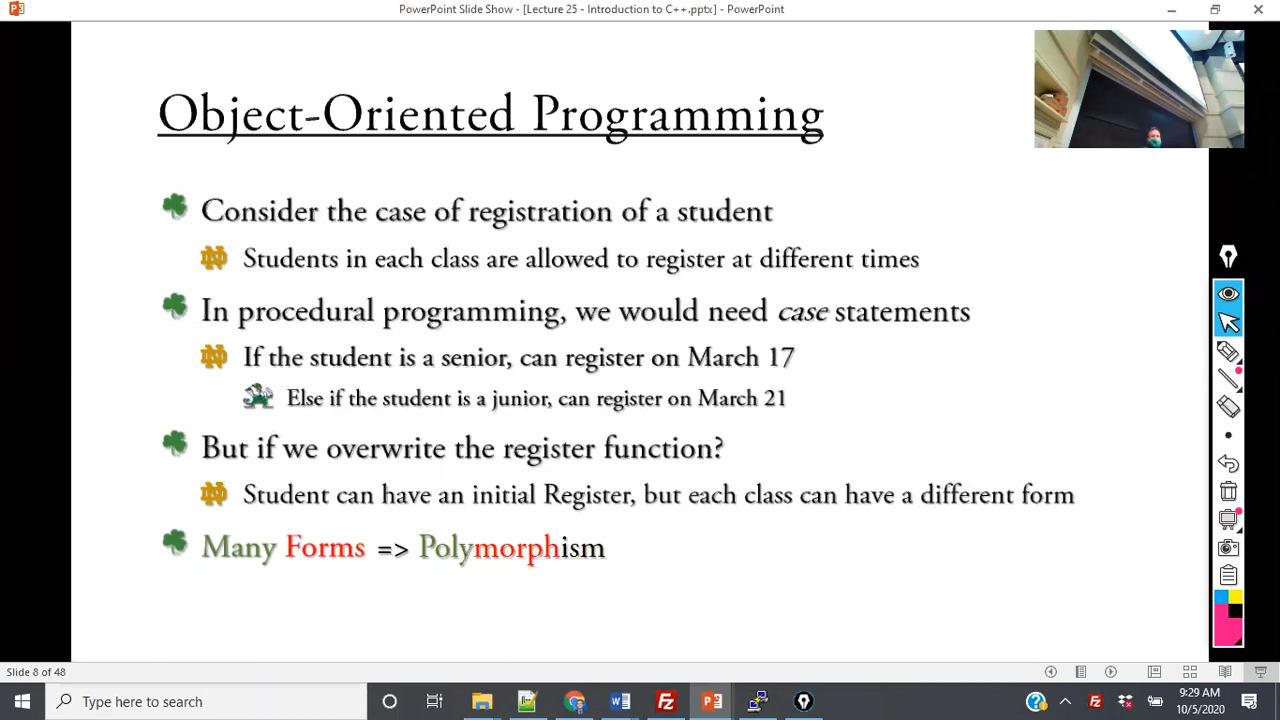 PowerPoint Slide Show - [Lecture 25 - Introduction to C++.pptx] - PowerPoint
Object-Oriented Programming
Consider the case of registration of a student
Students in each class are allowed to register at different times
In procedural programming, we would need case statements
If the student is a senior, can register on March 17
Else if the student is a junior, can register on March 21
But if we overwrite the register function?
Student can have an initial Register, but each class can have a different form
Many Forms => Polymorphism
Slide 8 of 48
Type here to search
9:29 AM
10/5/2020